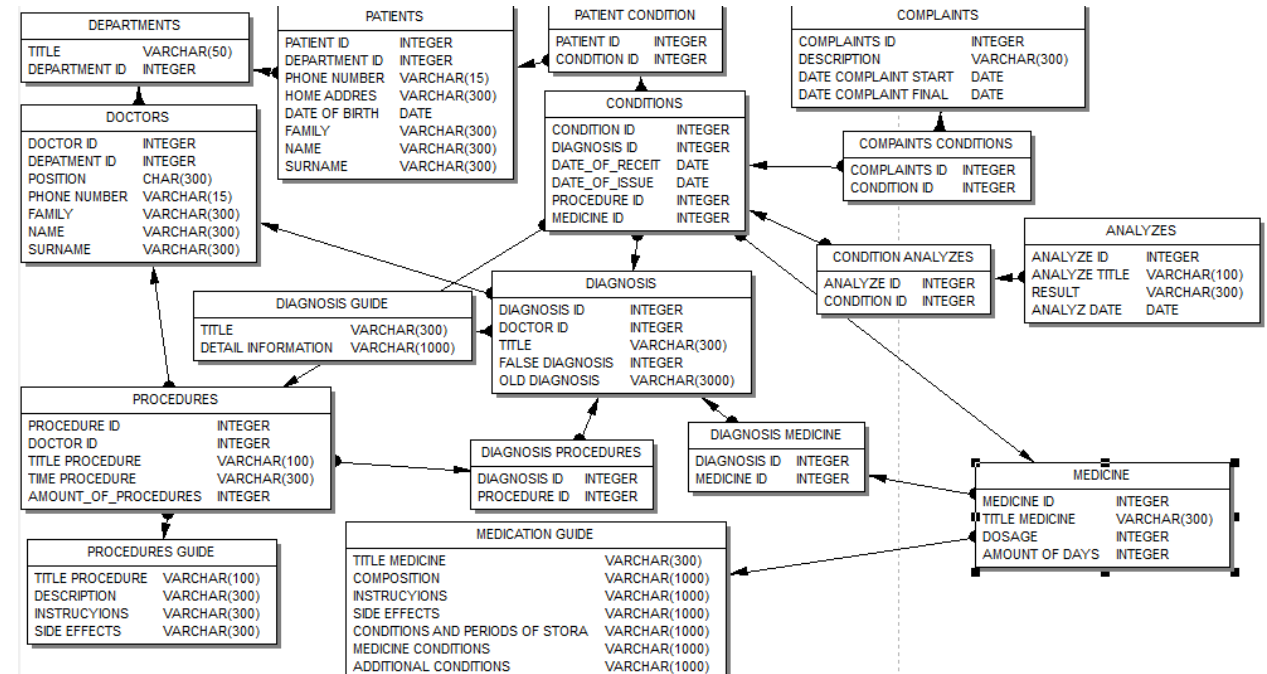 DEPARTMENTS
TITLE VARCHAR(50)
DEPARTMENT ID INTEGER
PATIENTS
PATIENT ID INTEGER
DEPARTMENT ID INTEGER
PHONE NUMBER VARCHAR(15)
HOME ADDRES VARCHAR(300)
DATE OF BIRTH DATE
FAMILY VARCHAR(300)
NAME VARCHAR(300)
SURNAME VARCHAR(300)
PATIENT CONDITION
PATIENT ID INTEGER
CONDITION ID INTEGER
COMPLAINTS
COMPLAINTS ID INTEGER
DESCRIPTION VARCHAR(300)
DATE COMPLAINT START DATE
DATE COMPLAINT FINAL DATE
DOCTORS
DOCTOR ID INTEGER
DEPATMENT ID INTEGER
POSITION CHAR(300)
PHONE NUMBER VARCHAR(15)
FAMILY VARCHAR(300)
NAME VARCHAR(300)
SURNAME VARCHAR(300)
CONDITIONS
CONDITION ID INTEGER
DIAGNOSIS ID INTEGER
DATE_OF_RECEIT DATE
DATE_OF_ISSUE DATE
PROCEDURE ID INTEGER
MEDICINE ID INTEGER
COMPAINTS CONDITIONS
COMPLAINTS ID INTEGER
CONDITION ID INTEGER
CONDITION ANALYZES
ANALYZE ID INTEGER
CONDITION ID INTEGER
ANALYZES
ANALYZE ID INTEGER
ANALYZE TITLE VARCHAR(100)
RESULT VARCHAR(300)
ANALYZ DATE DATE
DIAGNOSIS GUIDE
TITLE VARCHAR(300)
DETAIL INFORMATION VARCHAR(1000)
DIAGNOSIS
DIAGNOSIS ID INTEGER
DOCTOR ID INTEGER
TITLE VARCHAR(300)
FALSE DIAGNOSIS INTEGER
OLD DIAGNOSIS VARCHAR(3000)
PROCEDURES
PROCEDURE ID INTEGER
DOCTOR ID INTEGER
TITLE PROCEDURE VARCHAR(100)
TIME PROCEDURE VARCHAR(300)
AMOUNT_OF_PROCEDURES INTEGER
DIAGNOSIS PROCEDURES
DIAGNOSIS ID INTEGER
PROCEDURE ID INTEGER
DIAGNOSIS MEDICINE
DIAGNOSIS ID INTEGER
MEDICINE ID INTEGER
MEDICINE
MEDICINE ID INTEGER
TITLE MEDICINE VARCHAR(300)
DOSAGE INTEGER
AMOUNT OF DAYS INTEGER
PROCEDURES GUIDE
TITLE PROCEDURE VARCHAR(100)
DESCRIPTION VARCHAR(300)
INSTRUCYIONS VARCHAR(300)
SIDE EFFECTS VARCHAR(300)
MEDICATION GUIDE
TITLE MEDICINE VARCHAR(300)
COMPOSITION VARCHAR(1000)
INSTRUCYIONS VARCHAR(1000)
SIDE EFFECTS VARCHAR(1000)
CONDITIONS AND PERIODS OF STORA VARCHAR(1000)
MEDICINE CONDITIONS VARCHAR(1000)
ADDITIONAL CONDITIONS VARCHAR(1000)